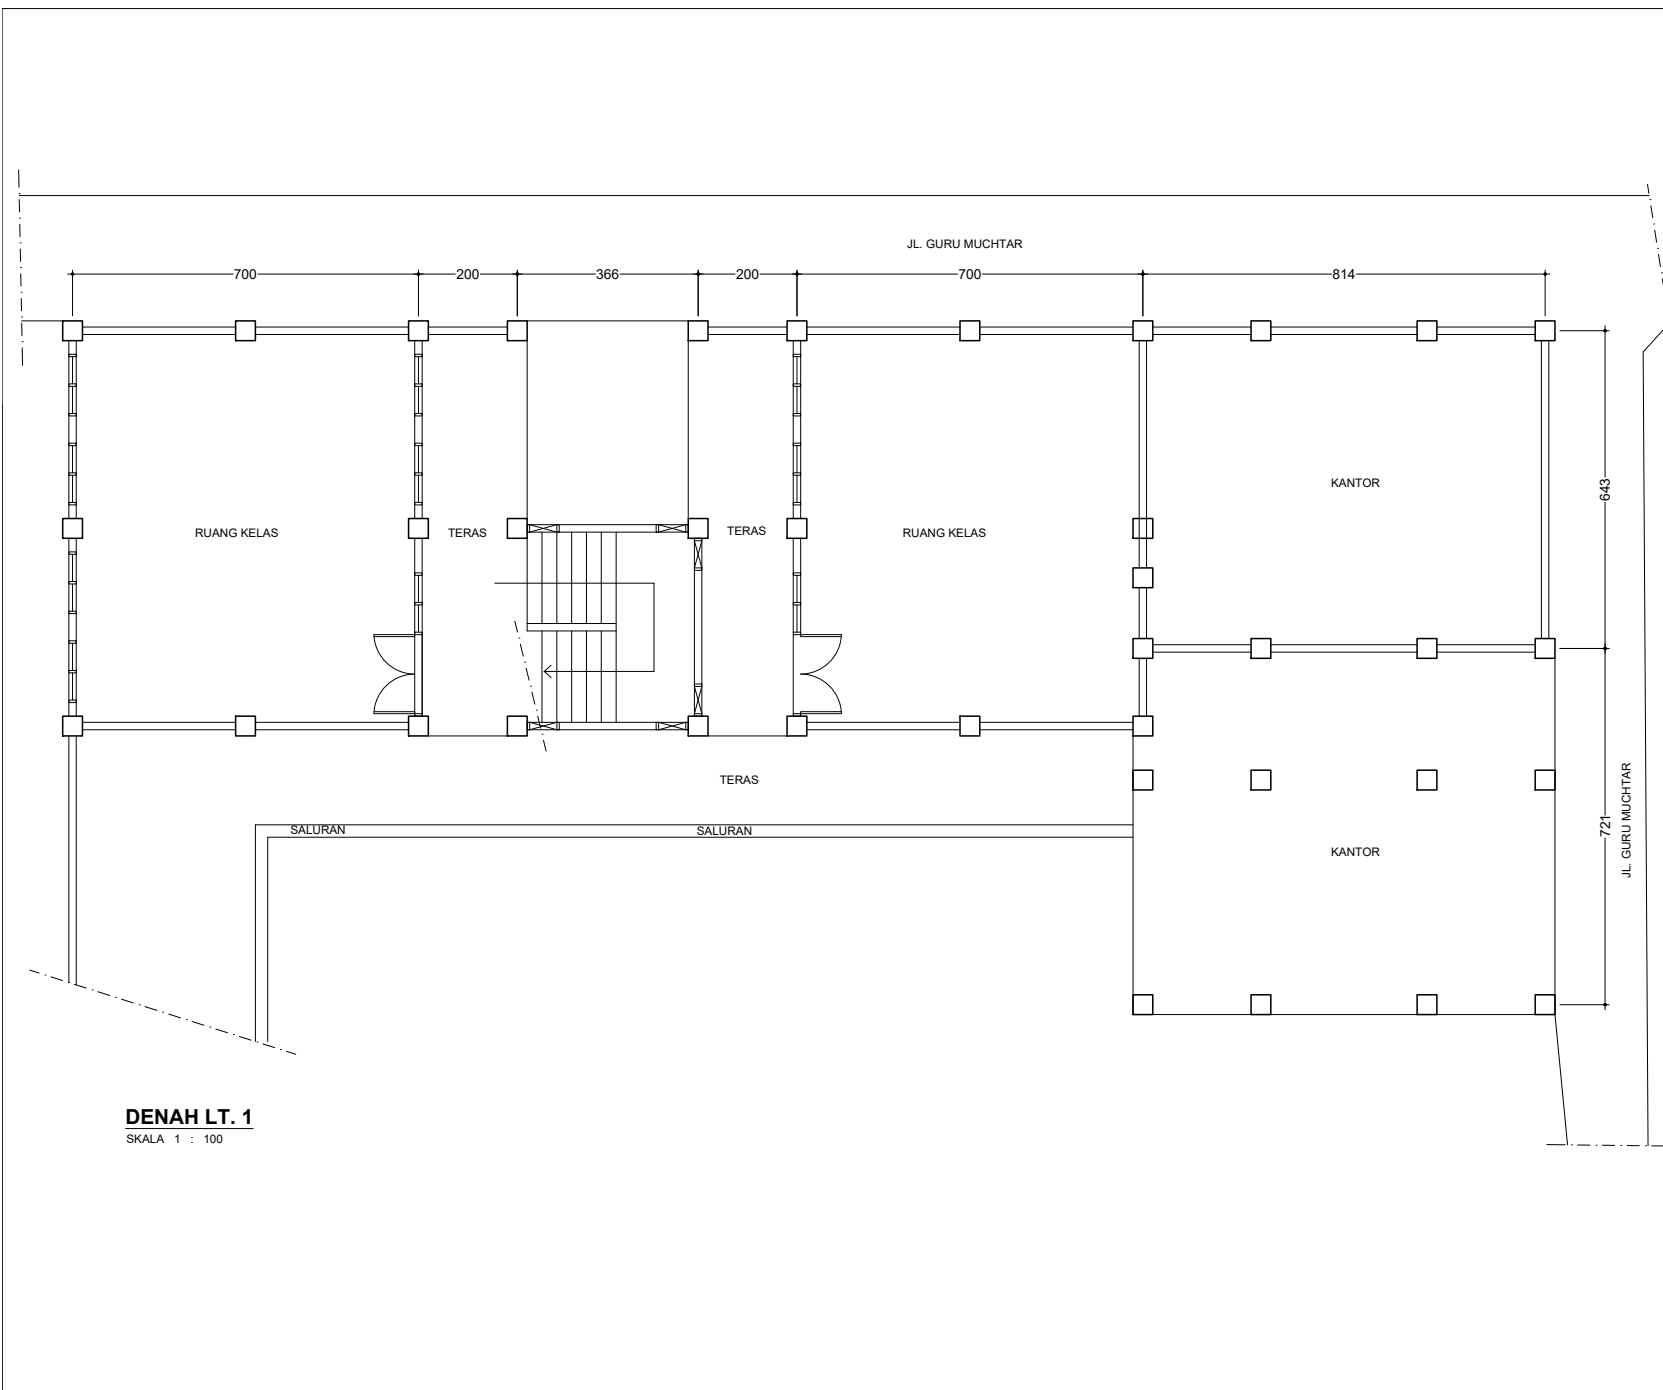 JL. GURU MUCHTAR
700 200 366 200 700 814
643
KANTOR
RUANG KELAS TERAS TERAS RUANG KELAS
TERAS
JL. GURU MUCHTAR
721
SALURAN SALURAN
KANTOR
DENAH LT. 1
SKALA 1 : 100